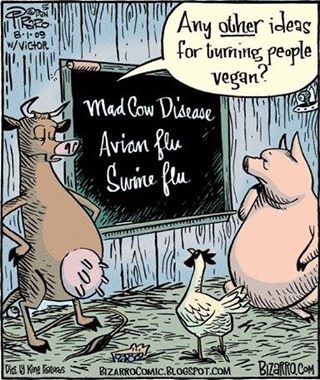 PIRARO
8-1-09
W/VICTOR
Any other ideas
for turning people
vegan?
Mad Cow Disease
Avian flu
Swine flu
Dist. by King Features
BIZARROCOMIC.BLOGSPOT.COM
BIZARRO.COM